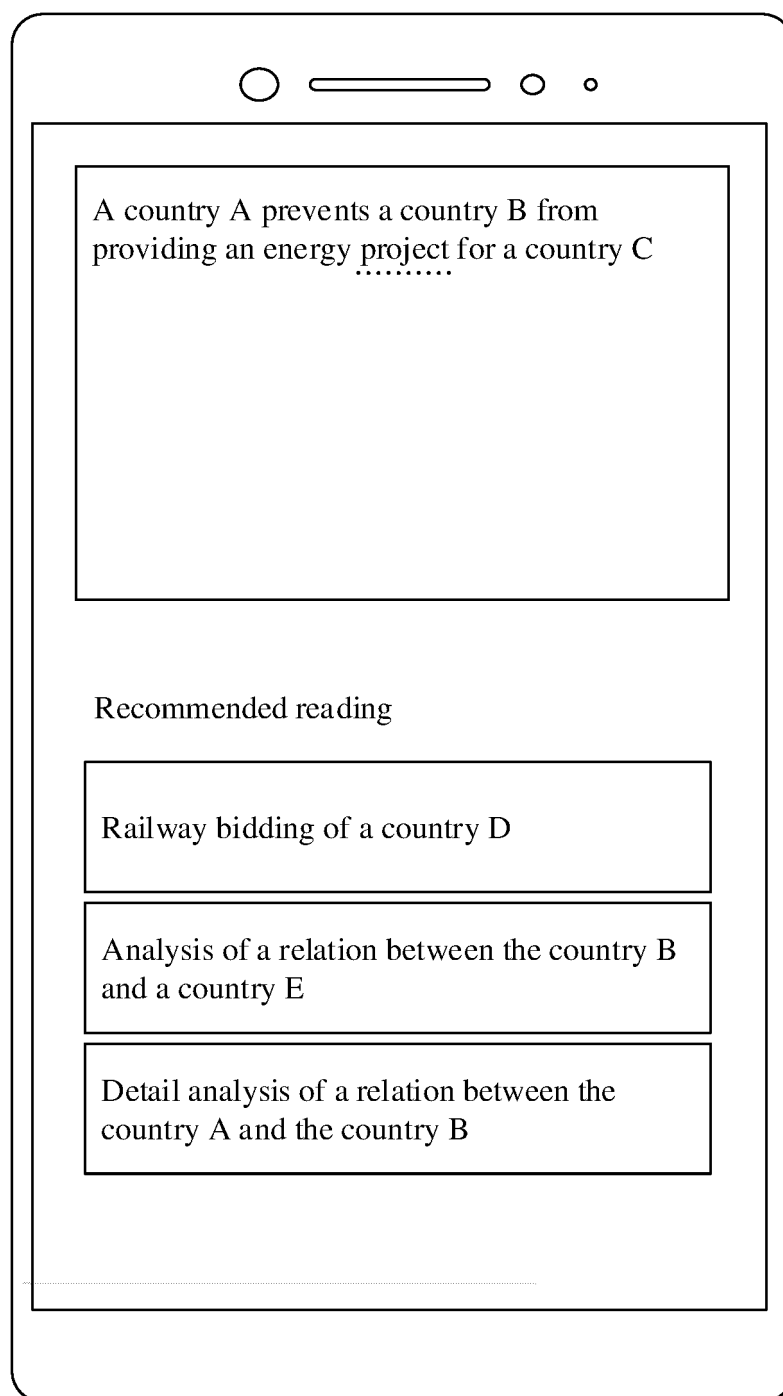 A country A prevents a country B from
providing an energy project for a country C
Recommended reading
Railway bidding of a country D
Analysis of a relation between the country B
and a country E
Detail analysis of a relation between the
country A and the country B